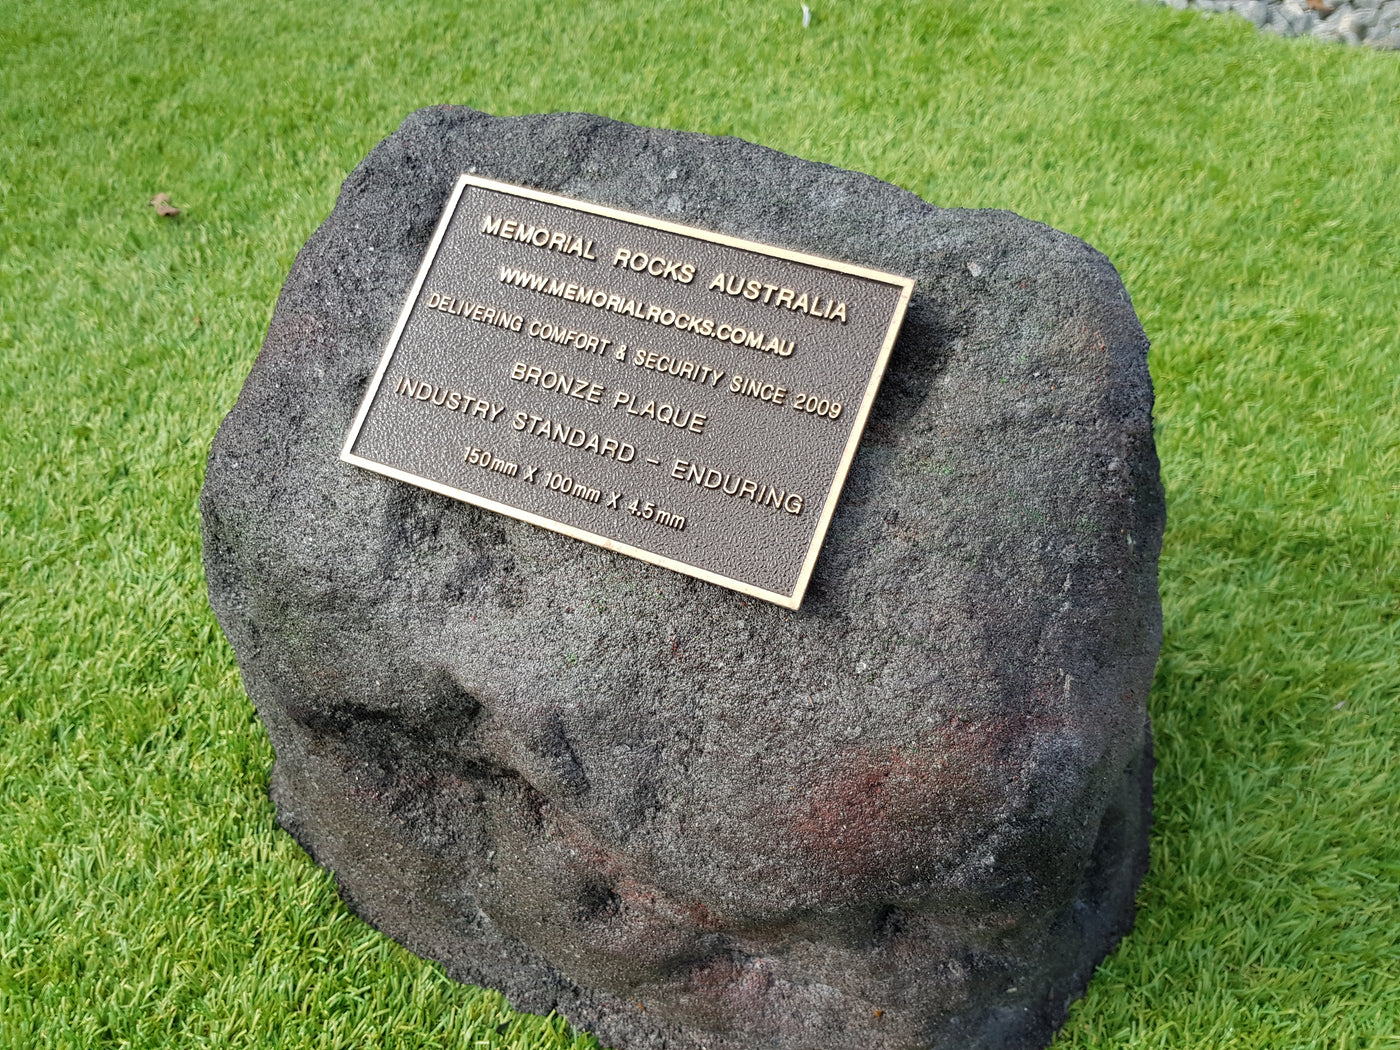 MEMORIAL ROCKS AUSTRALIA
WWW.MEMORIALROCKS.COM.AU
DELIVERING COMFORT & SECURITY SINCE 2009
BRONZE PLAQUE
INDUSTRY STANDARD – ENDURING
150mm X 100mm X 4.5mm